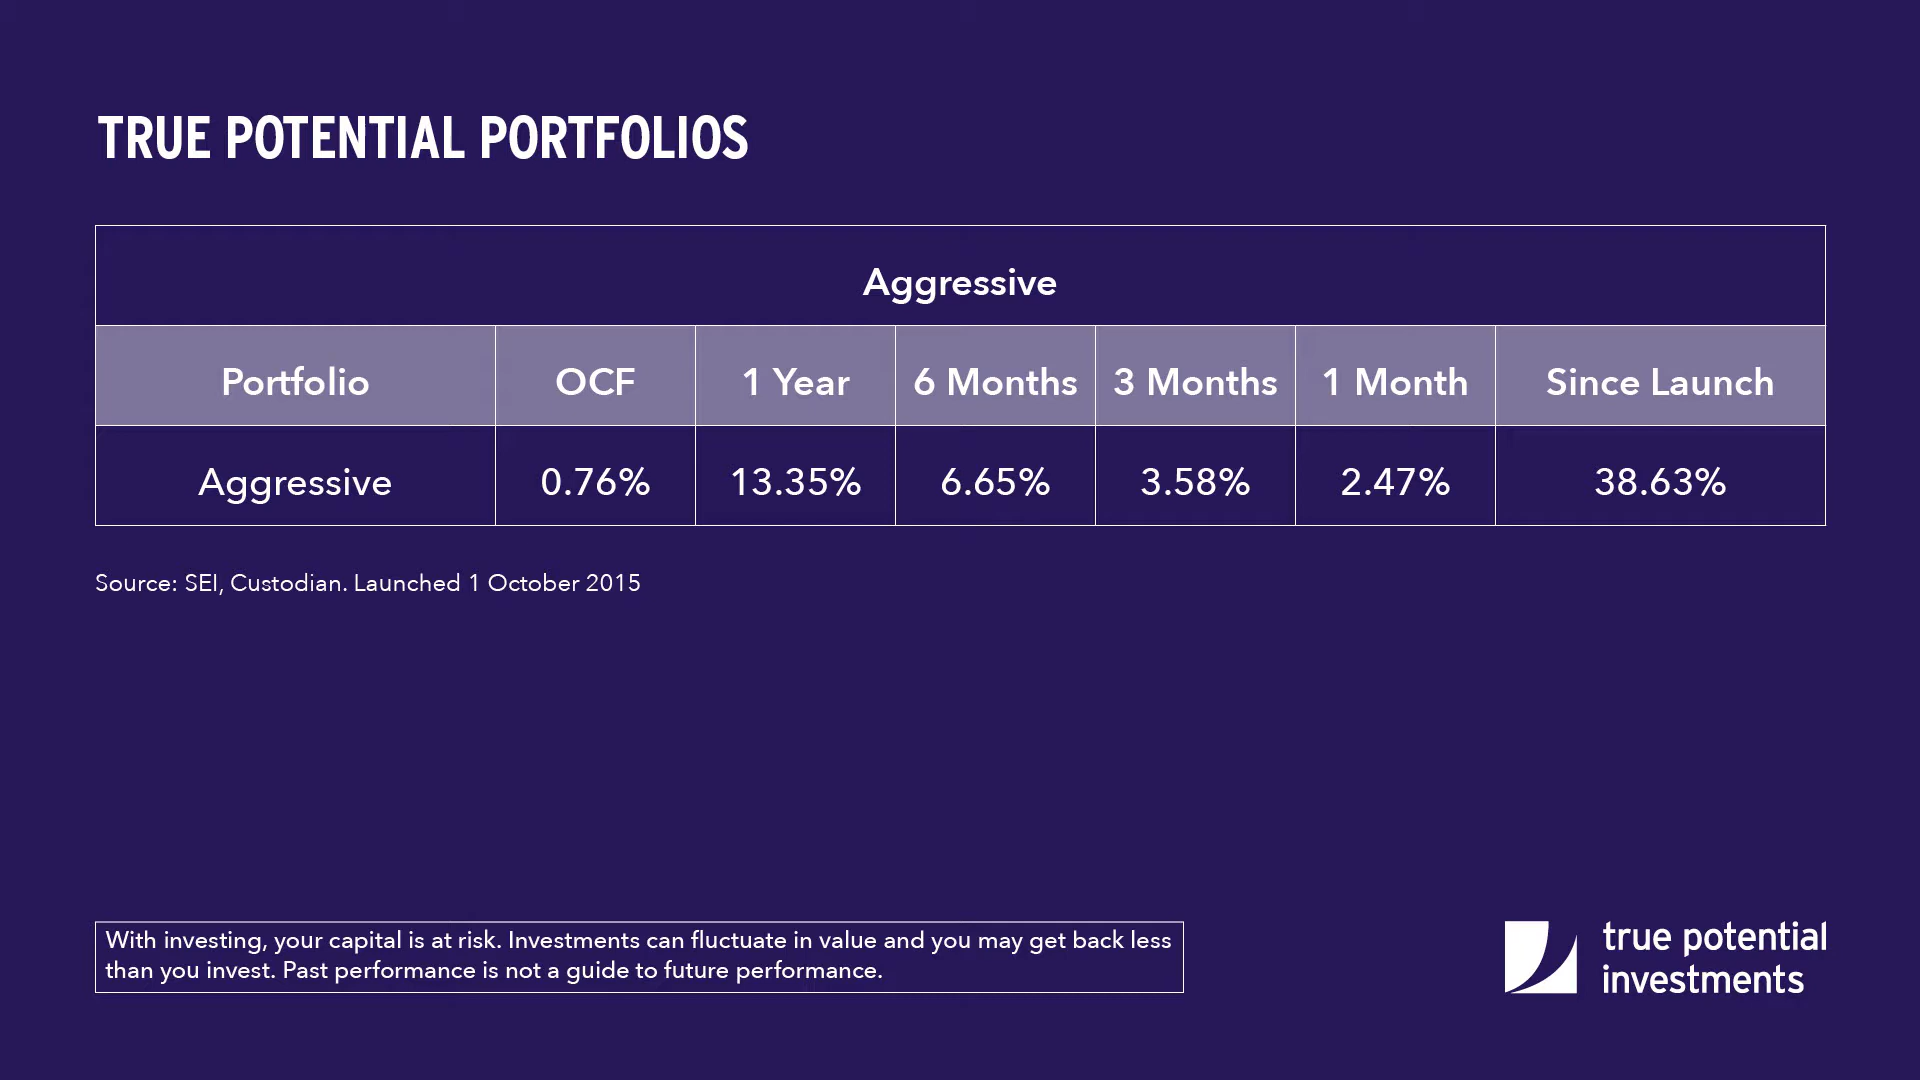 TRUE POTENTIAL PORTFOLIOS
Aggressive
Portfolio OCF 1 Year 6 Months 3 Months 1 Month Since Launch
Aggressive 0.76% 13.35% 6.65% 3.58% 2.47% 38.63%
Source: SEI, Custodian. Launched 1 October 2015
With investing, your capital is at risk. Investments can fluctuate in value and you may get back less
than you invest. Past performance is not a guide to future performance.
true potential
investments